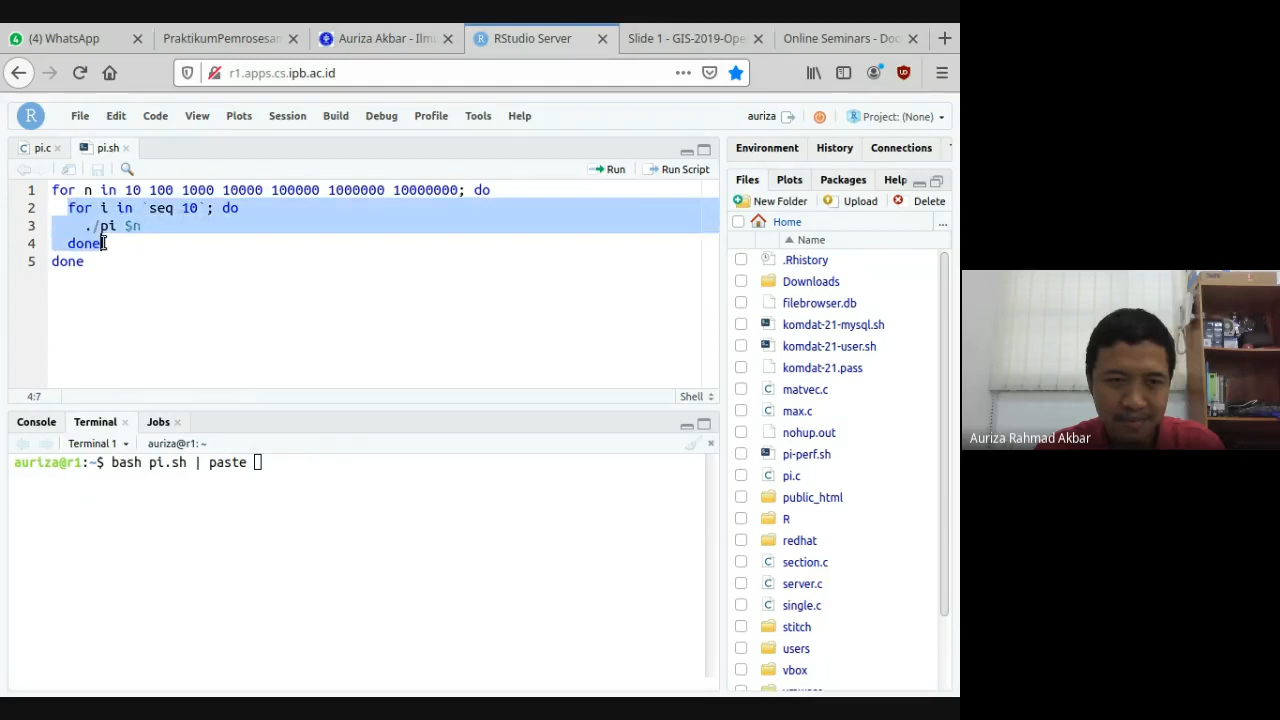 (4) WhatsApp
PraktikumPemrosesan
Auriza Akbar - Ilm
RStudio Server
Slide 1 - GIS-2019-Ope
Online Seminars - Doc
r1.apps.cs.ipb.ac.id
File Edit Code View Plots Session Build Debug Profile Tools Help
auriza
Project: (None)
pi.c
pi.sh
Run
Run Script
1 for n in 10 100 1000 10000 100000 1000000 10000000; do
2 for i in `seq 10`; do
3 ./pi $n
4 done
5 done
4:7
Shell
Console
Terminal
Jobs
Terminal 1
auriza@r1: ~
auriza@r1:~$ bash pi.sh | paste
Environment
History
Connections
Files
Plots
Packages
Help
New Folder
Upload
Delete
Home
...
Name
.Rhistory
Downloads
filebrowser.db
komdat-21-mysql.sh
komdat-21-user.sh
komdat-21.pass
matvec.c
max.c
nohup.out
pi-perf.sh
pi.c
public_html
R
redhat
section.c
server.c
single.c
stitch
users
vbox
Auriza Rahmad Akbar